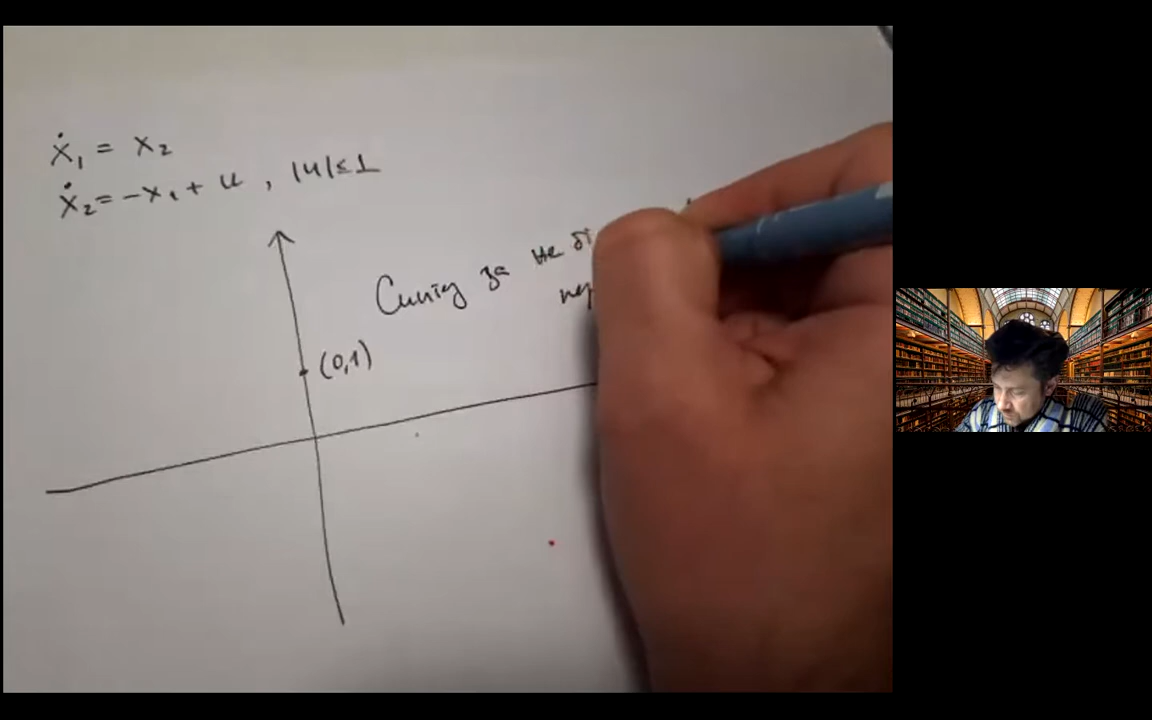 ẋ₁ = x₂
ẋ₂ = -x₁ + u , |u| ≤ 1
Синтез за не
(0,1)